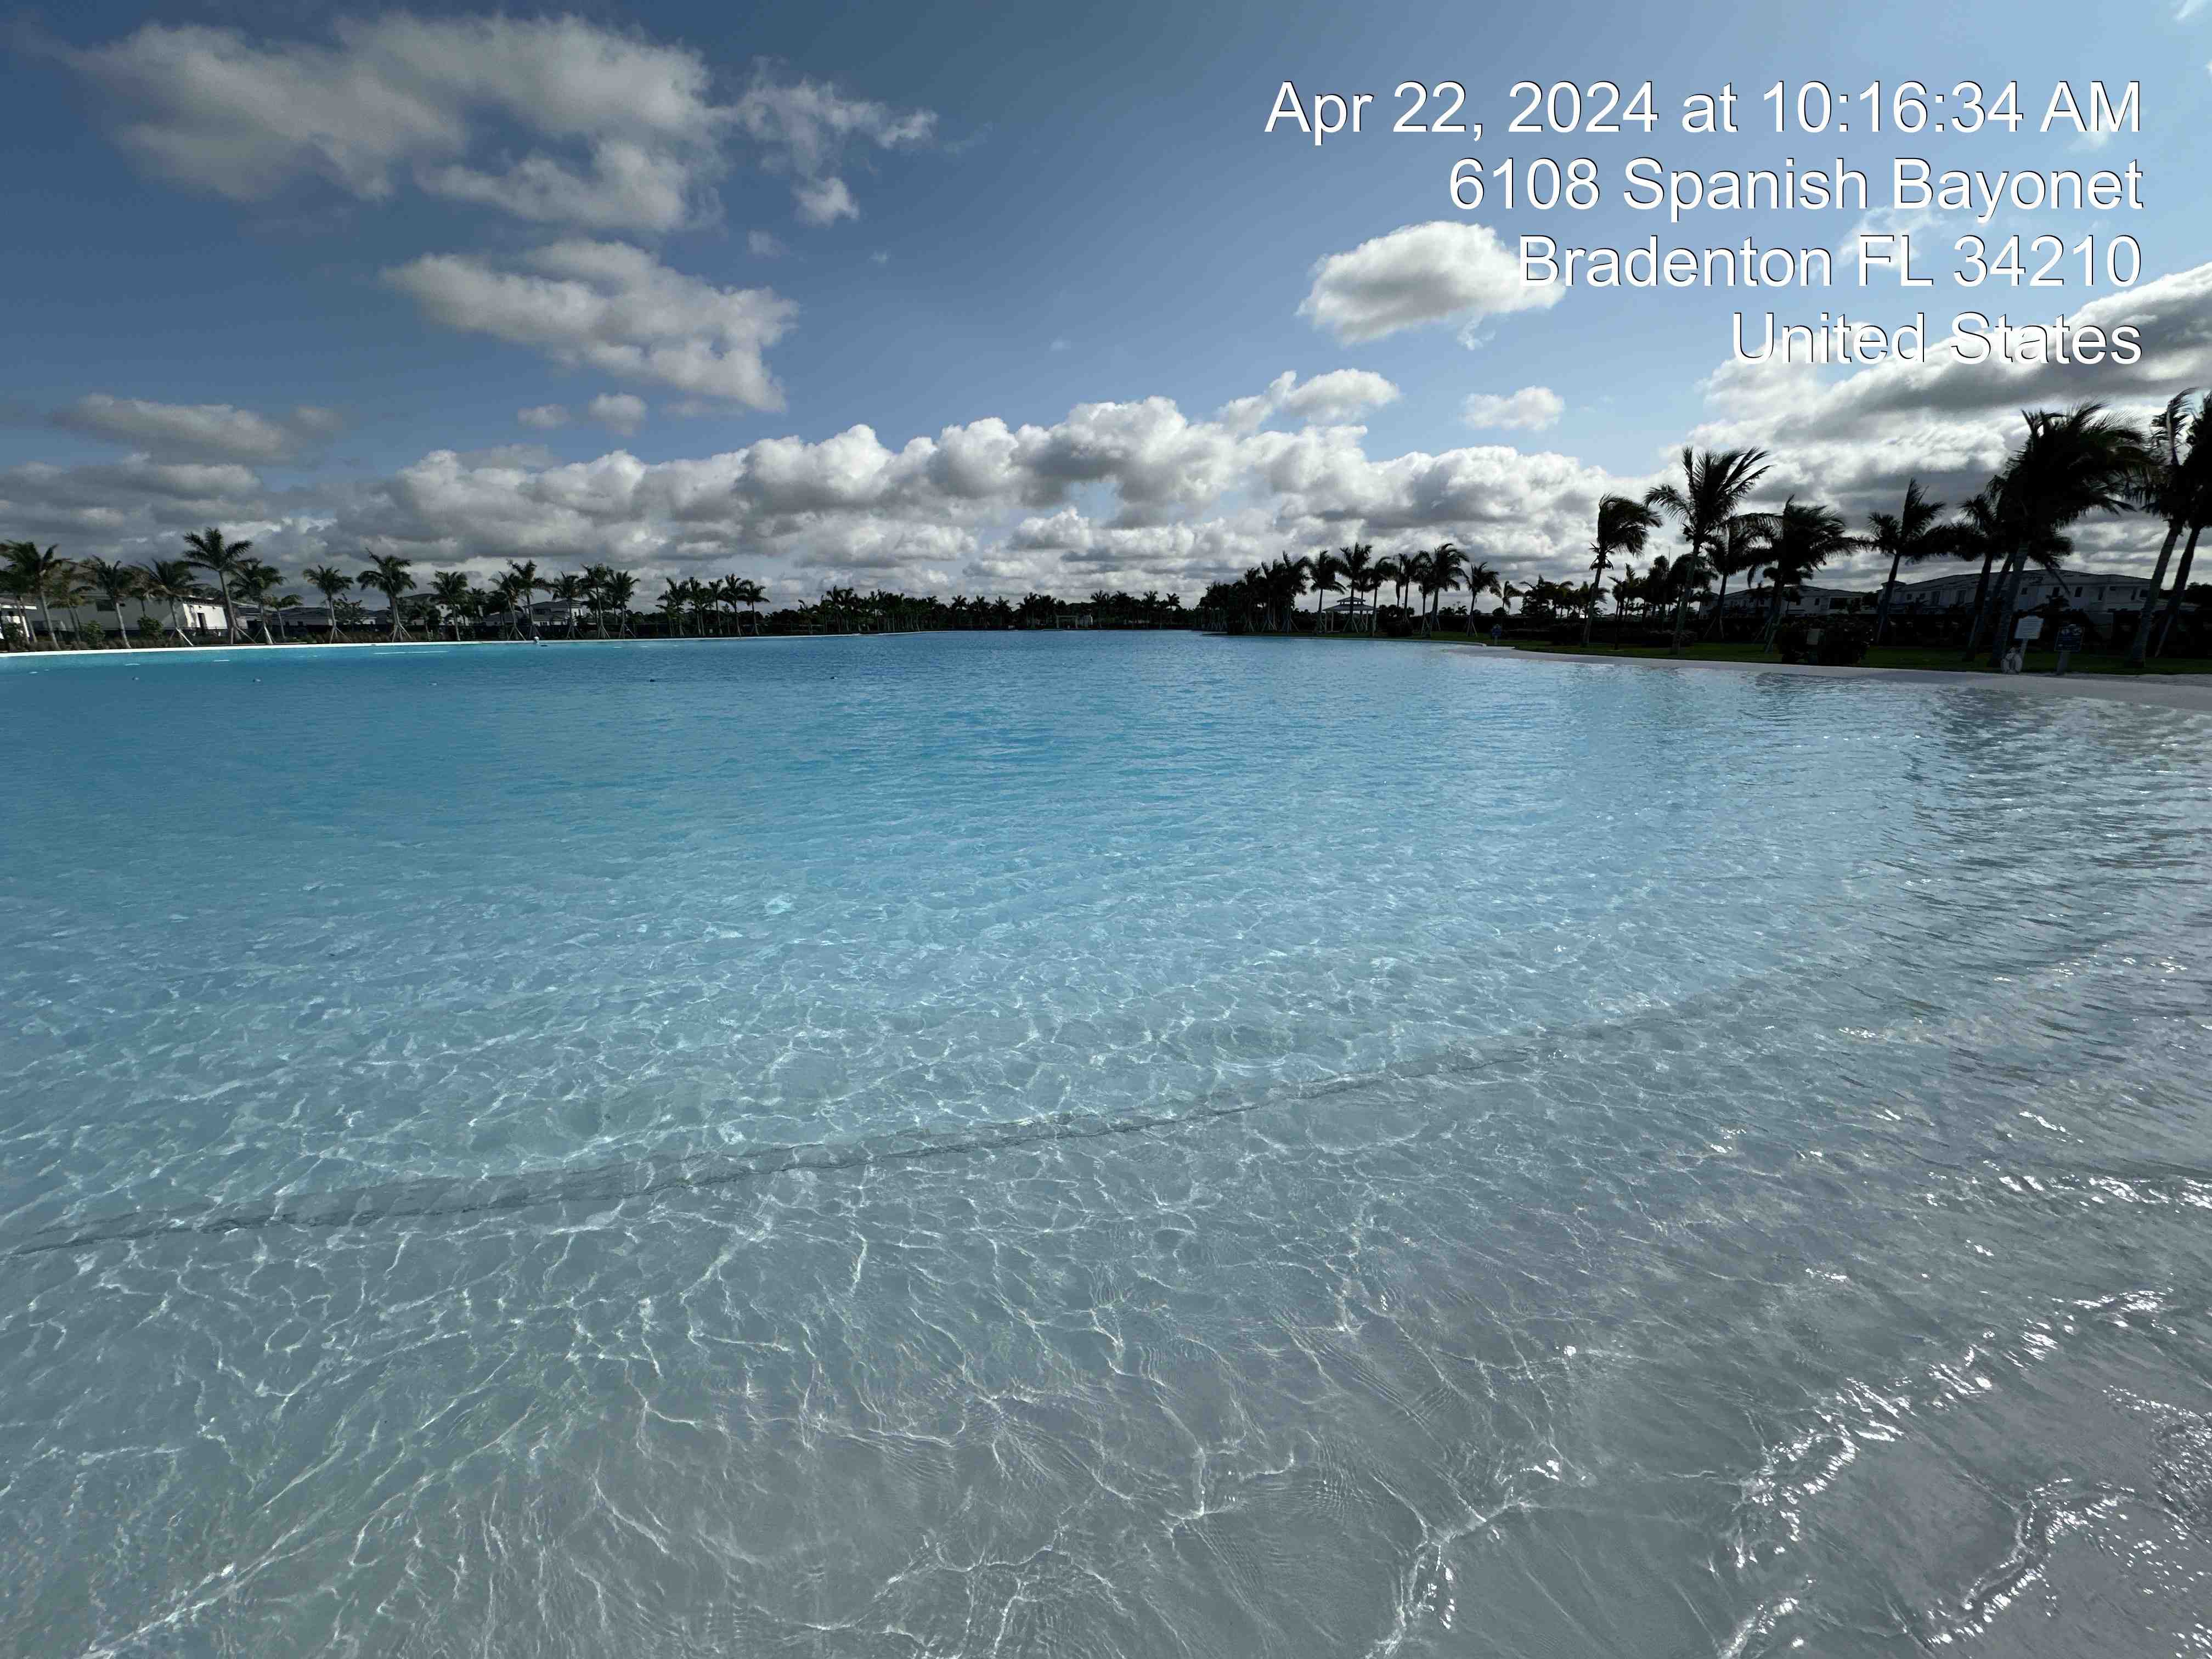 Apr 22, 2024 at 10:16:34 AM
6108 Spanish Bayonet
Bradenton FL 34210
United States